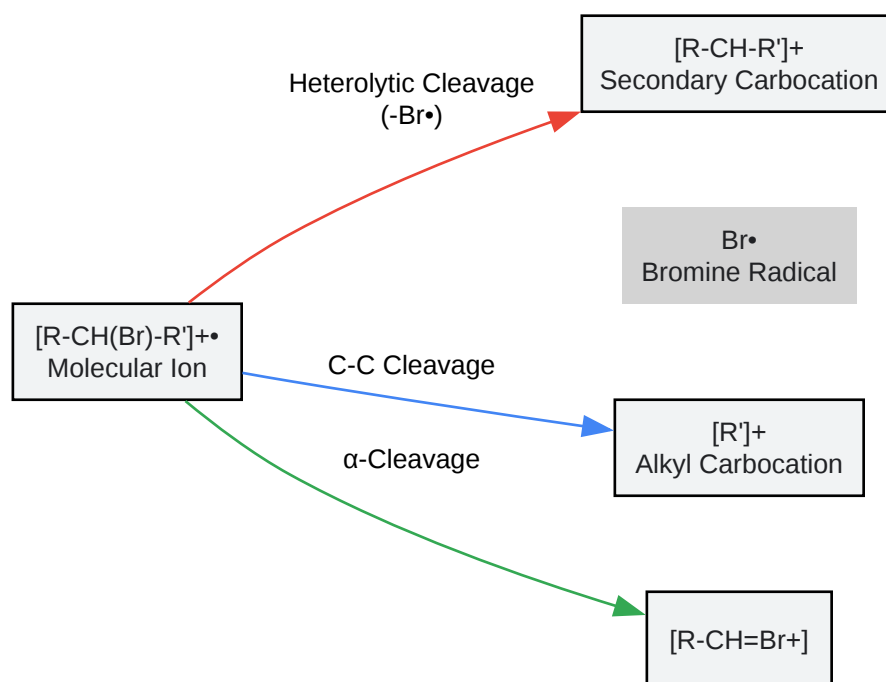 [R-CH-R']+
Secondary Carbocation
Heterolytic Cleavage
(-Br•)
Br•
Bromine Radical
[R-CH(Br)-R']+•
Molecular Ion
C-C Cleavage
[R']+
Alkyl Carbocation
α-Cleavage
[R-CH=Br+]